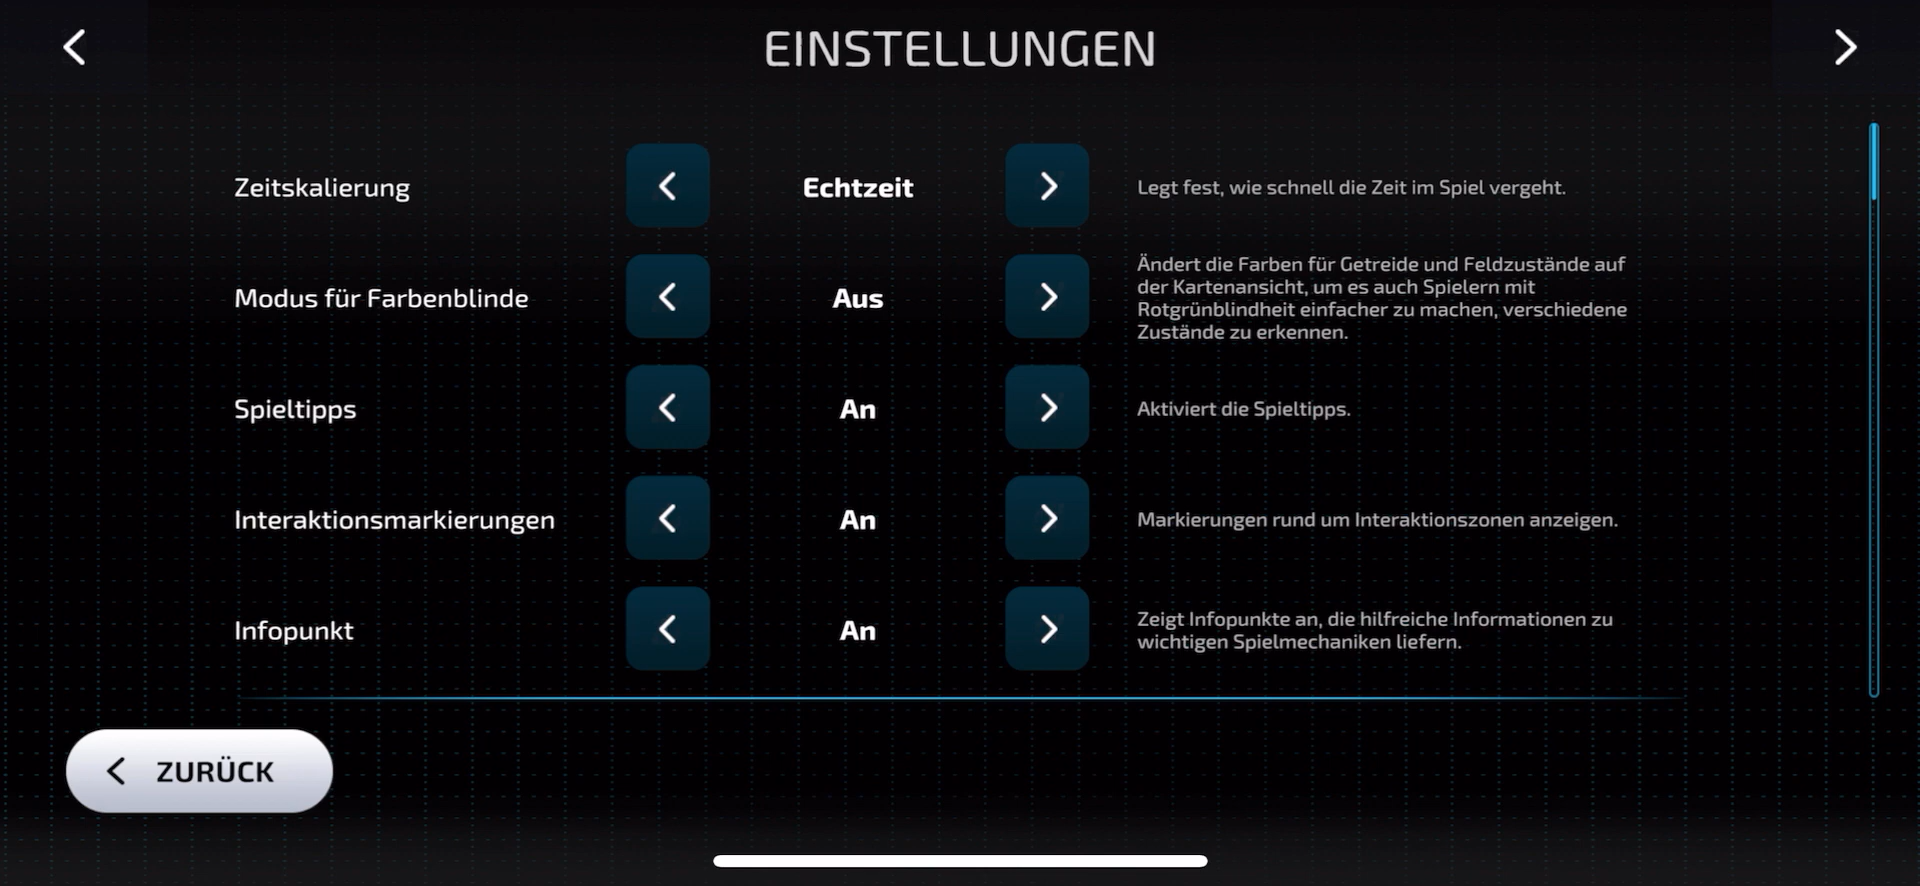 EINSTELLUNGEN
Zeitskalierung
Echtzeit
Legt fest, wie schnell die Zeit im Spiel vergeht.
Modus für Farbenblinde
Aus
Ändert die Farben für Getreide und Feldzustände auf
der Kartenansicht, um es auch Spielern mit
Rotgrünblindheit einfacher zu machen, verschiedene
Zustände zu erkennen.
Spieltipps
An
Aktiviert die Spieltipps.
Interaktionsmarkierungen
An
Markierungen rund um Interaktionszonen anzeigen.
Infopunkt
An
Zeigt Infopunkte an, die hilfreiche Informationen zu
wichtigen Spielmechaniken liefern.
ZURÜCK